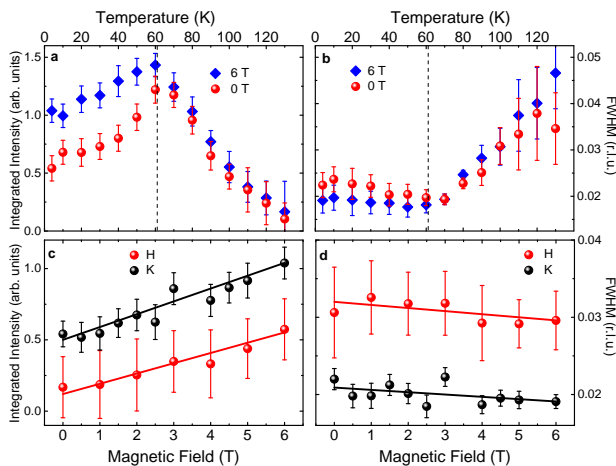 Temperature (K) Temperature (K)
0 20 40 60 80 100 120 0 20 40 60 80 100 120
a b
6 T 6 T
0 T 0 T
1.5
1.0
0.5
0.0
Integrated Intensity (arb. units)
0.05
0.04
0.03
0.02
FWHM (r.l.u.)
c d
H H
K K
1.0
0.5
0.0
Integrated Intensity (arb. units)
0.04
0.03
0.02
FWHM (r.l.u.)
0 1 2 3 4 5 6 0 1 2 3 4 5 6
Magnetic Field (T) Magnetic Field (T)